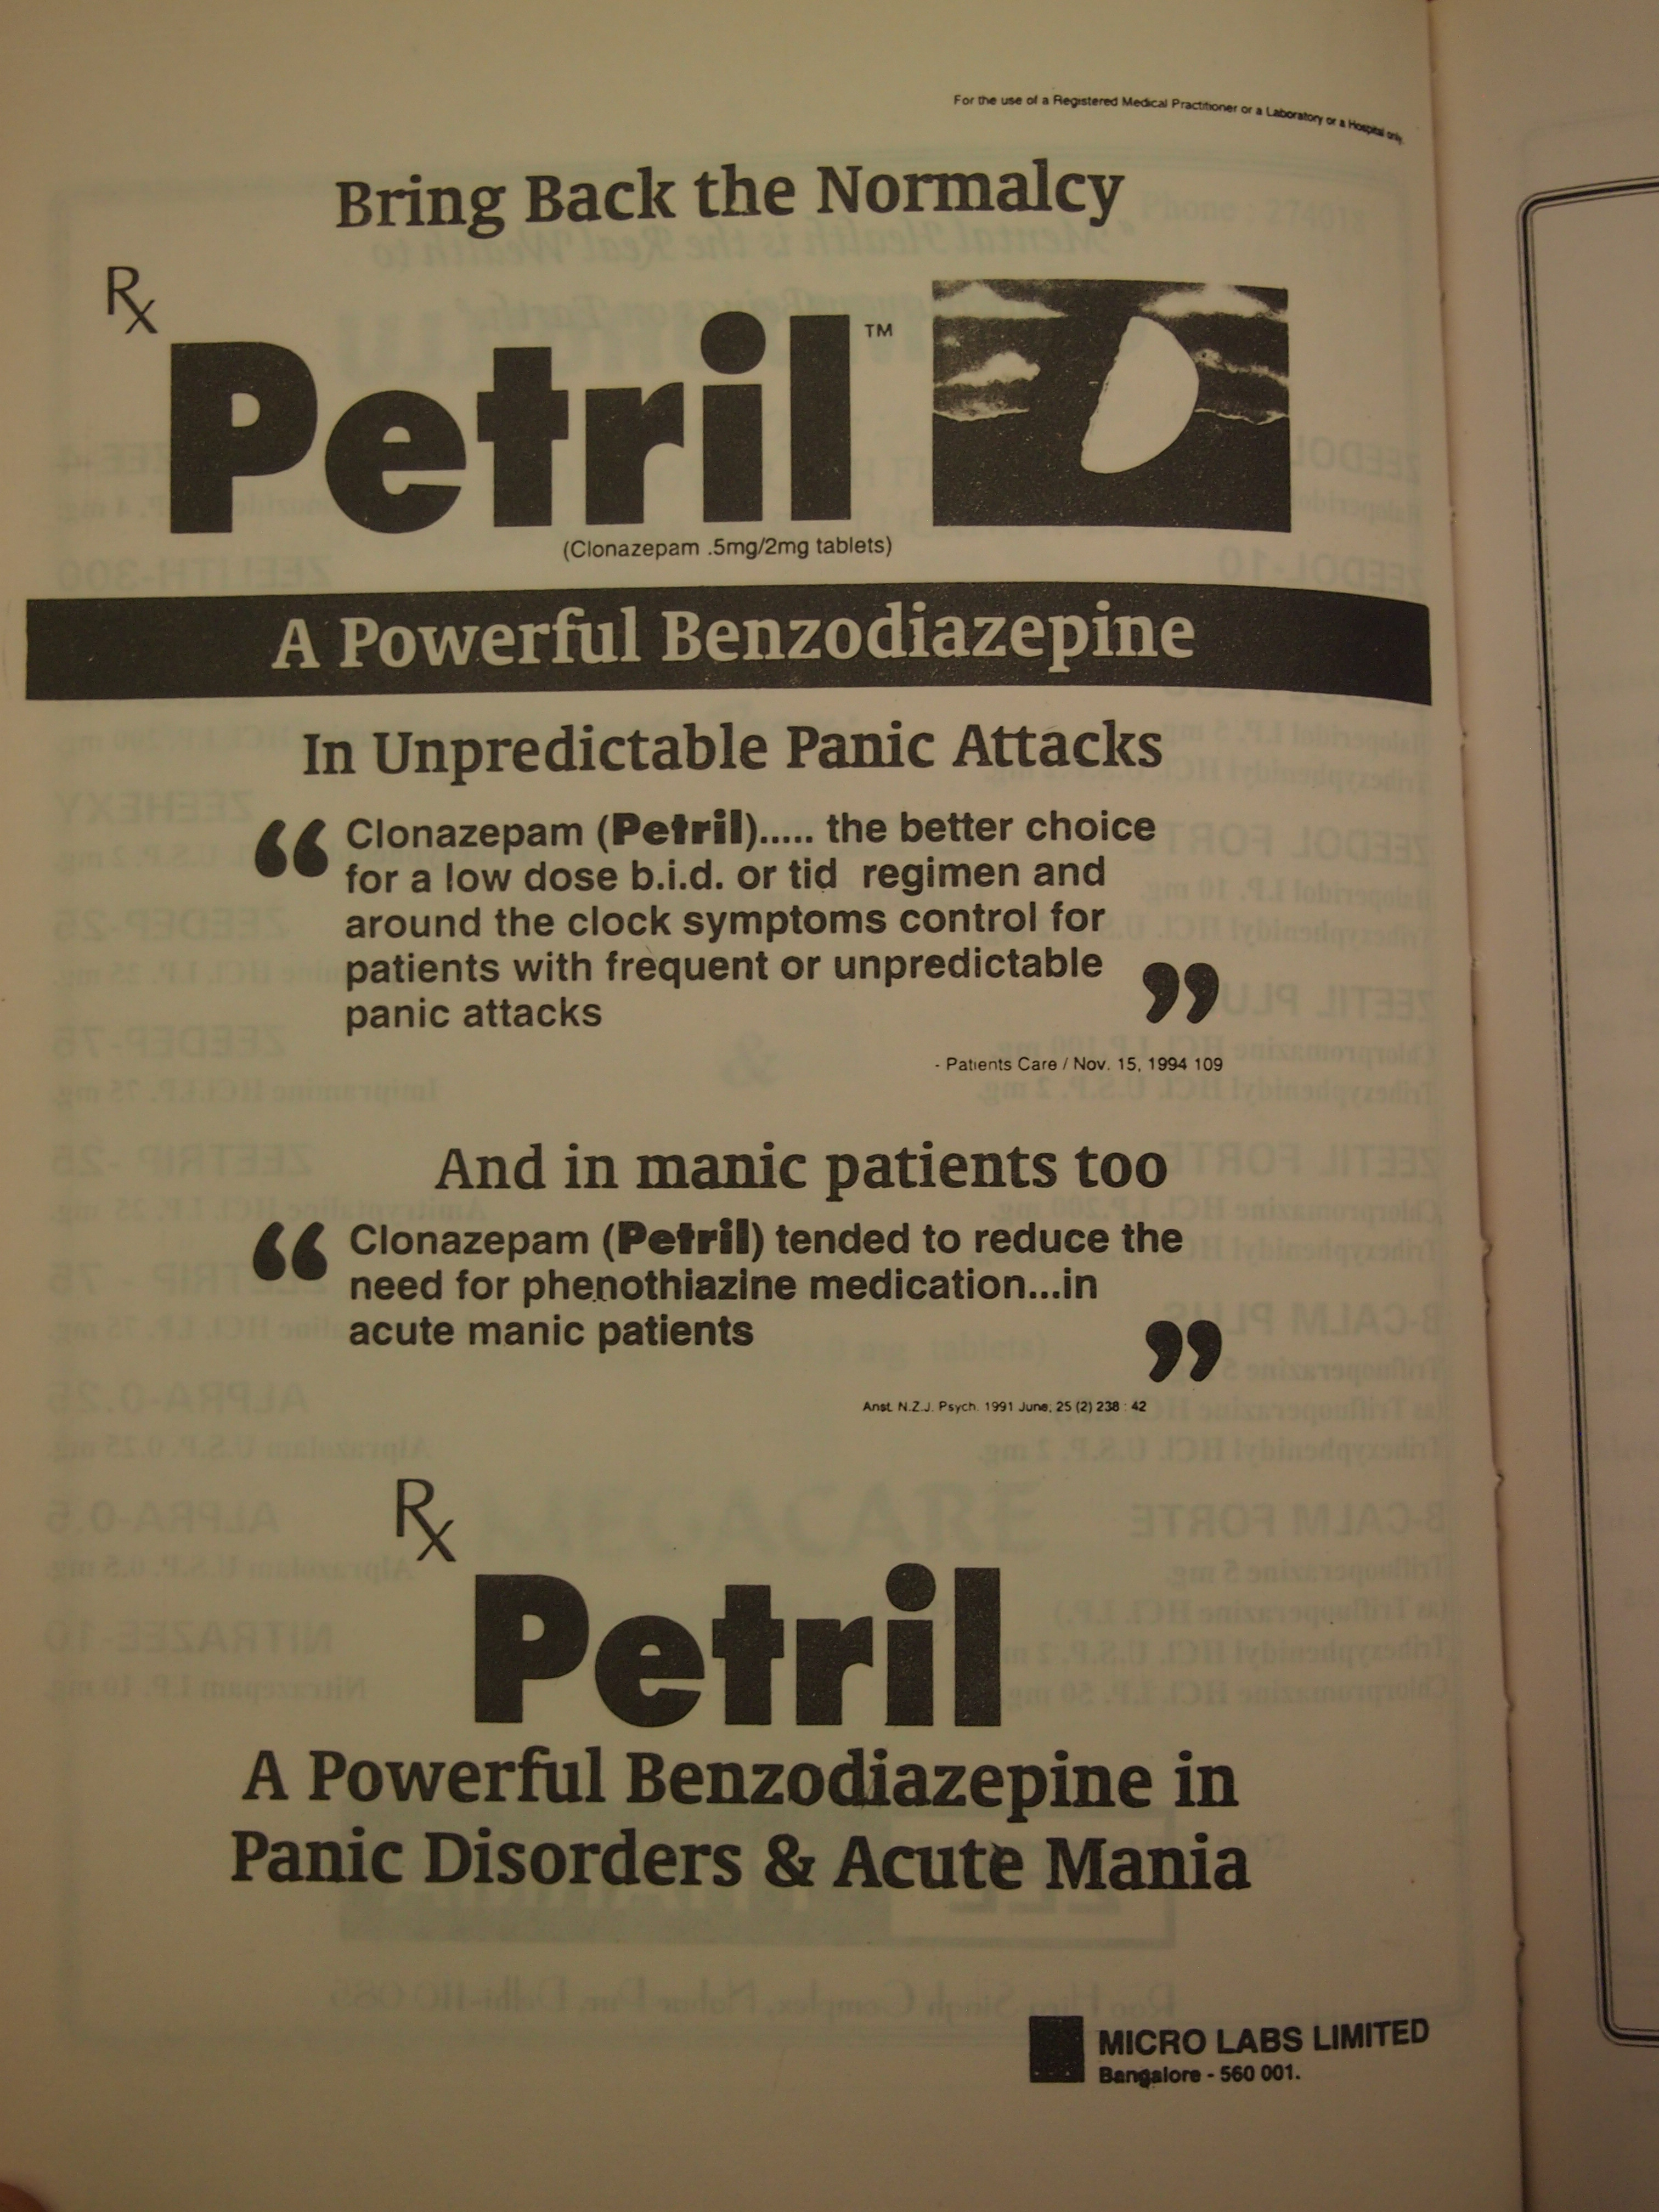 For the use of a Registered Medical Practitioner or a Laboratory or a Hospital only.
Bring Back the Normalcy
Rx
Petril™
(Clonazepam .5mg/2mg tablets)
A Powerful Benzodiazepine
In Unpredictable Panic Attacks
“ Clonazepam (Petril)..... the better choice
for a low dose b.i.d. or tid regimen and
around the clock symptoms control for
patients with frequent or unpredictable
panic attacks ”
- Patients Care / Nov. 15, 1994 109
And in manic patients too
“ Clonazepam (Petril) tended to reduce the
need for phenothiazine medication...in
acute manic patients ”
Anst. N.Z.J. Psych. 1991 June; 25 (2) 238 : 42
Rx
Petril
A Powerful Benzodiazepine in
Panic Disorders & Acute Mania
MICRO LABS LIMITED
Bangalore - 560 001.